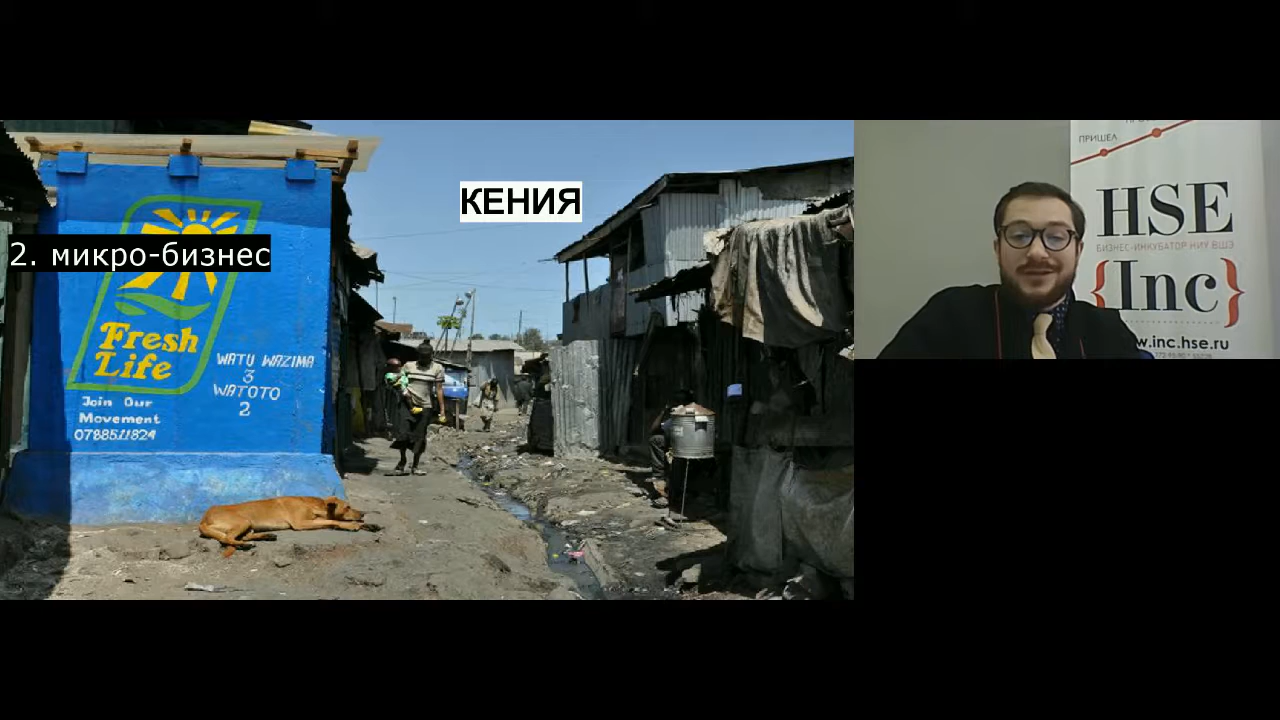 КЕНИЯ
2. микро-бизнес
Fresh
Life
WATU WAZIMA
3
WATOTO
2
Join Our
Movement
0788511824
ПРИШЕЛ
HSE
БИЗНЕС-ИНКУБАТОР НИУ ВШЭ
{Inc}
w.inc.hse.ru